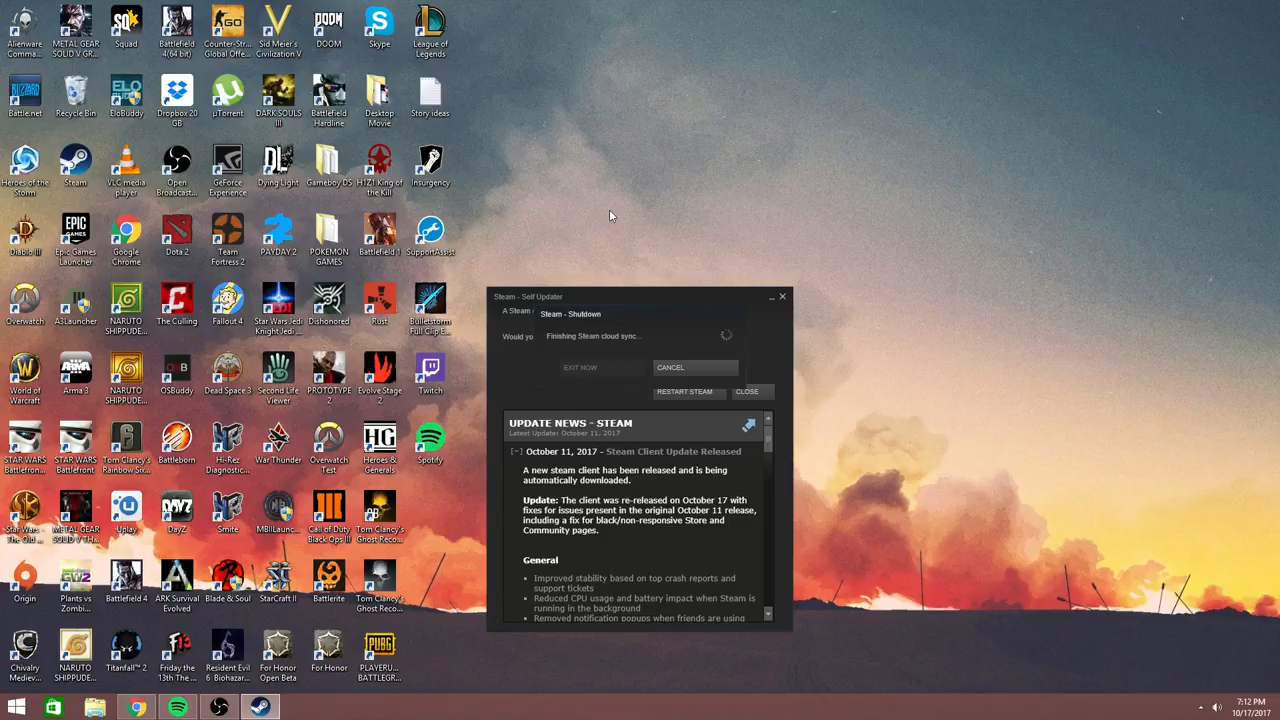 Alienware
Comma...
METAL GEAR
SOLID V GR...
Squad
Battlefield
4(64 bit)
Counter-Str...
Global Offe...
Sid Meier's
Civilization V
DOOM
Skype
League of
Legends
Battle.net
Recycle Bin
EloBuddy
Dropbox 20
GB
µTorrent
DARK SOULS
III
Battlefield
Hardline
Desktop
Movie
Story ideas
Heroes of the
Storm
Steam
VLC media
player
Open
Broadcast...
GeForce
Experience
Dying Light
Gameboy DS
H1Z1 King of
the Kill
Insurgency
Diablo III
Epic Games
Launcher
Google
Chrome
Dota 2
Team
Fortress 2
PAYDAY 2
POKEMON
GAMES
Battlefield 1
SupportAssist
Overwatch
A3Launcher
NARUTO
SHIPPUDE...
The Culling
Fallout 4
Star Wars Jedi
Knight Jedi ...
Dishonored
Rust
Bulletstorm
Full Clip E...
World of
Warcraft
Arma 3
NARUTO
SHIPPUDE...
OSBuddy
Dead Space 3
Second Life
Viewer
PROTOTYPE
2
Evolve Stage
2
Twitch
STAR WARS
Battlefron...
STAR WARS
Battlefront
Tom Clancy's
Rainbow Six...
Battleborn
Hi-Rez
Diagnostic...
War Thunder
Overwatch
Test
Heroes &
Generals
Spotify
Star Wars -
The Old ...
METAL GEAR
SOLID V TH...
Uplay
DayZ
Smite
MBIILaunc...
Call of Duty
Black Ops III
Tom Clancy's
Ghost Reco...
Origin
Plants vs
Zombi...
Battlefield 4
ARK Survival
Evolved
Blade & Soul
StarCraft II
Battlerite
Tom Clancy's
Ghost Reco...
Chivalry
Mediev...
NARUTO
SHIPPUDE...
Titanfall™ 2
Friday the
13th The ...
Resident Evil
6 Biohazar...
For Honor
Open Beta
For Honor
PLAYERU...
BATTLEGR...
Steam - Self Updater
A Steam
Steam - Shutdown
Would yo
Finishing Steam cloud sync...
EXIT NOW
CANCEL
RESTART STEAM
CLOSE
UPDATE NEWS - STEAM
Latest Update: October 11, 2017
[−] October 11, 2017 - Steam Client Update Released
A new steam client has been released and is being
automatically downloaded.
Update: The client was re-released on October 17 with
fixes for issues present in the original October 11 release,
including a fix for black/non-responsive Store and
Community pages.
General
Improved stability based on top crash reports and
support tickets
Reduced CPU usage and battery impact when Steam is
running in the background
Removed notification popups when friends are using
7:12 PM
10/17/2017